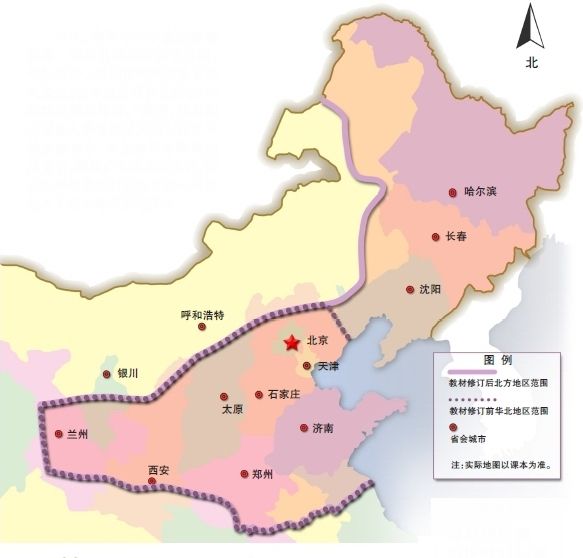 北
哈尔滨
长春
沈阳
呼和浩特
北京
银川
天津
石家庄
太原
济南
兰州
西安
郑州
图 例
教材修订后北方地区范围
教材修订前华北地区范围
省会城市
注:实际地图以课本为准。